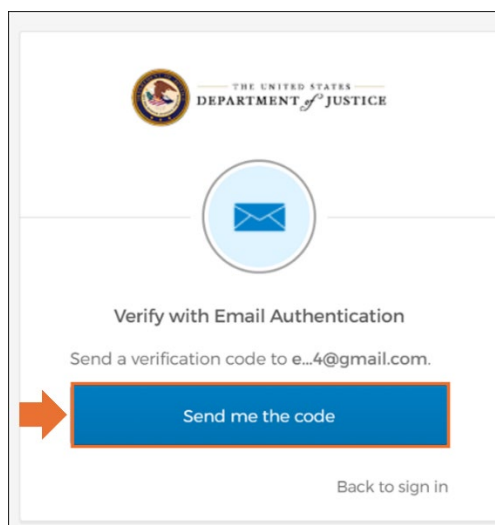 THE UNITED STATES
DEPARTMENT of JUSTICE
Verify with Email Authentication
Send a verification code to e...4@gmail.com.
Send me the code
Back to sign in